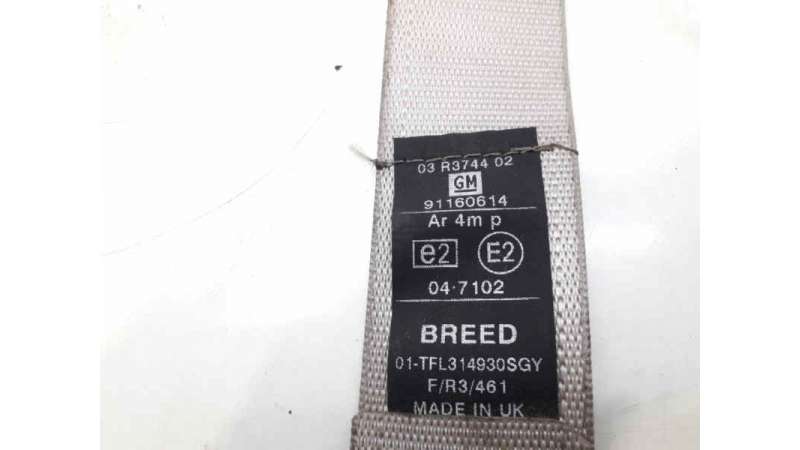 03 R3744 02
GM
91160614
Ar 4m p
e2 E2
04·7102
BREED
01-TFL314930SGY
F/R3/461
MADE IN UK